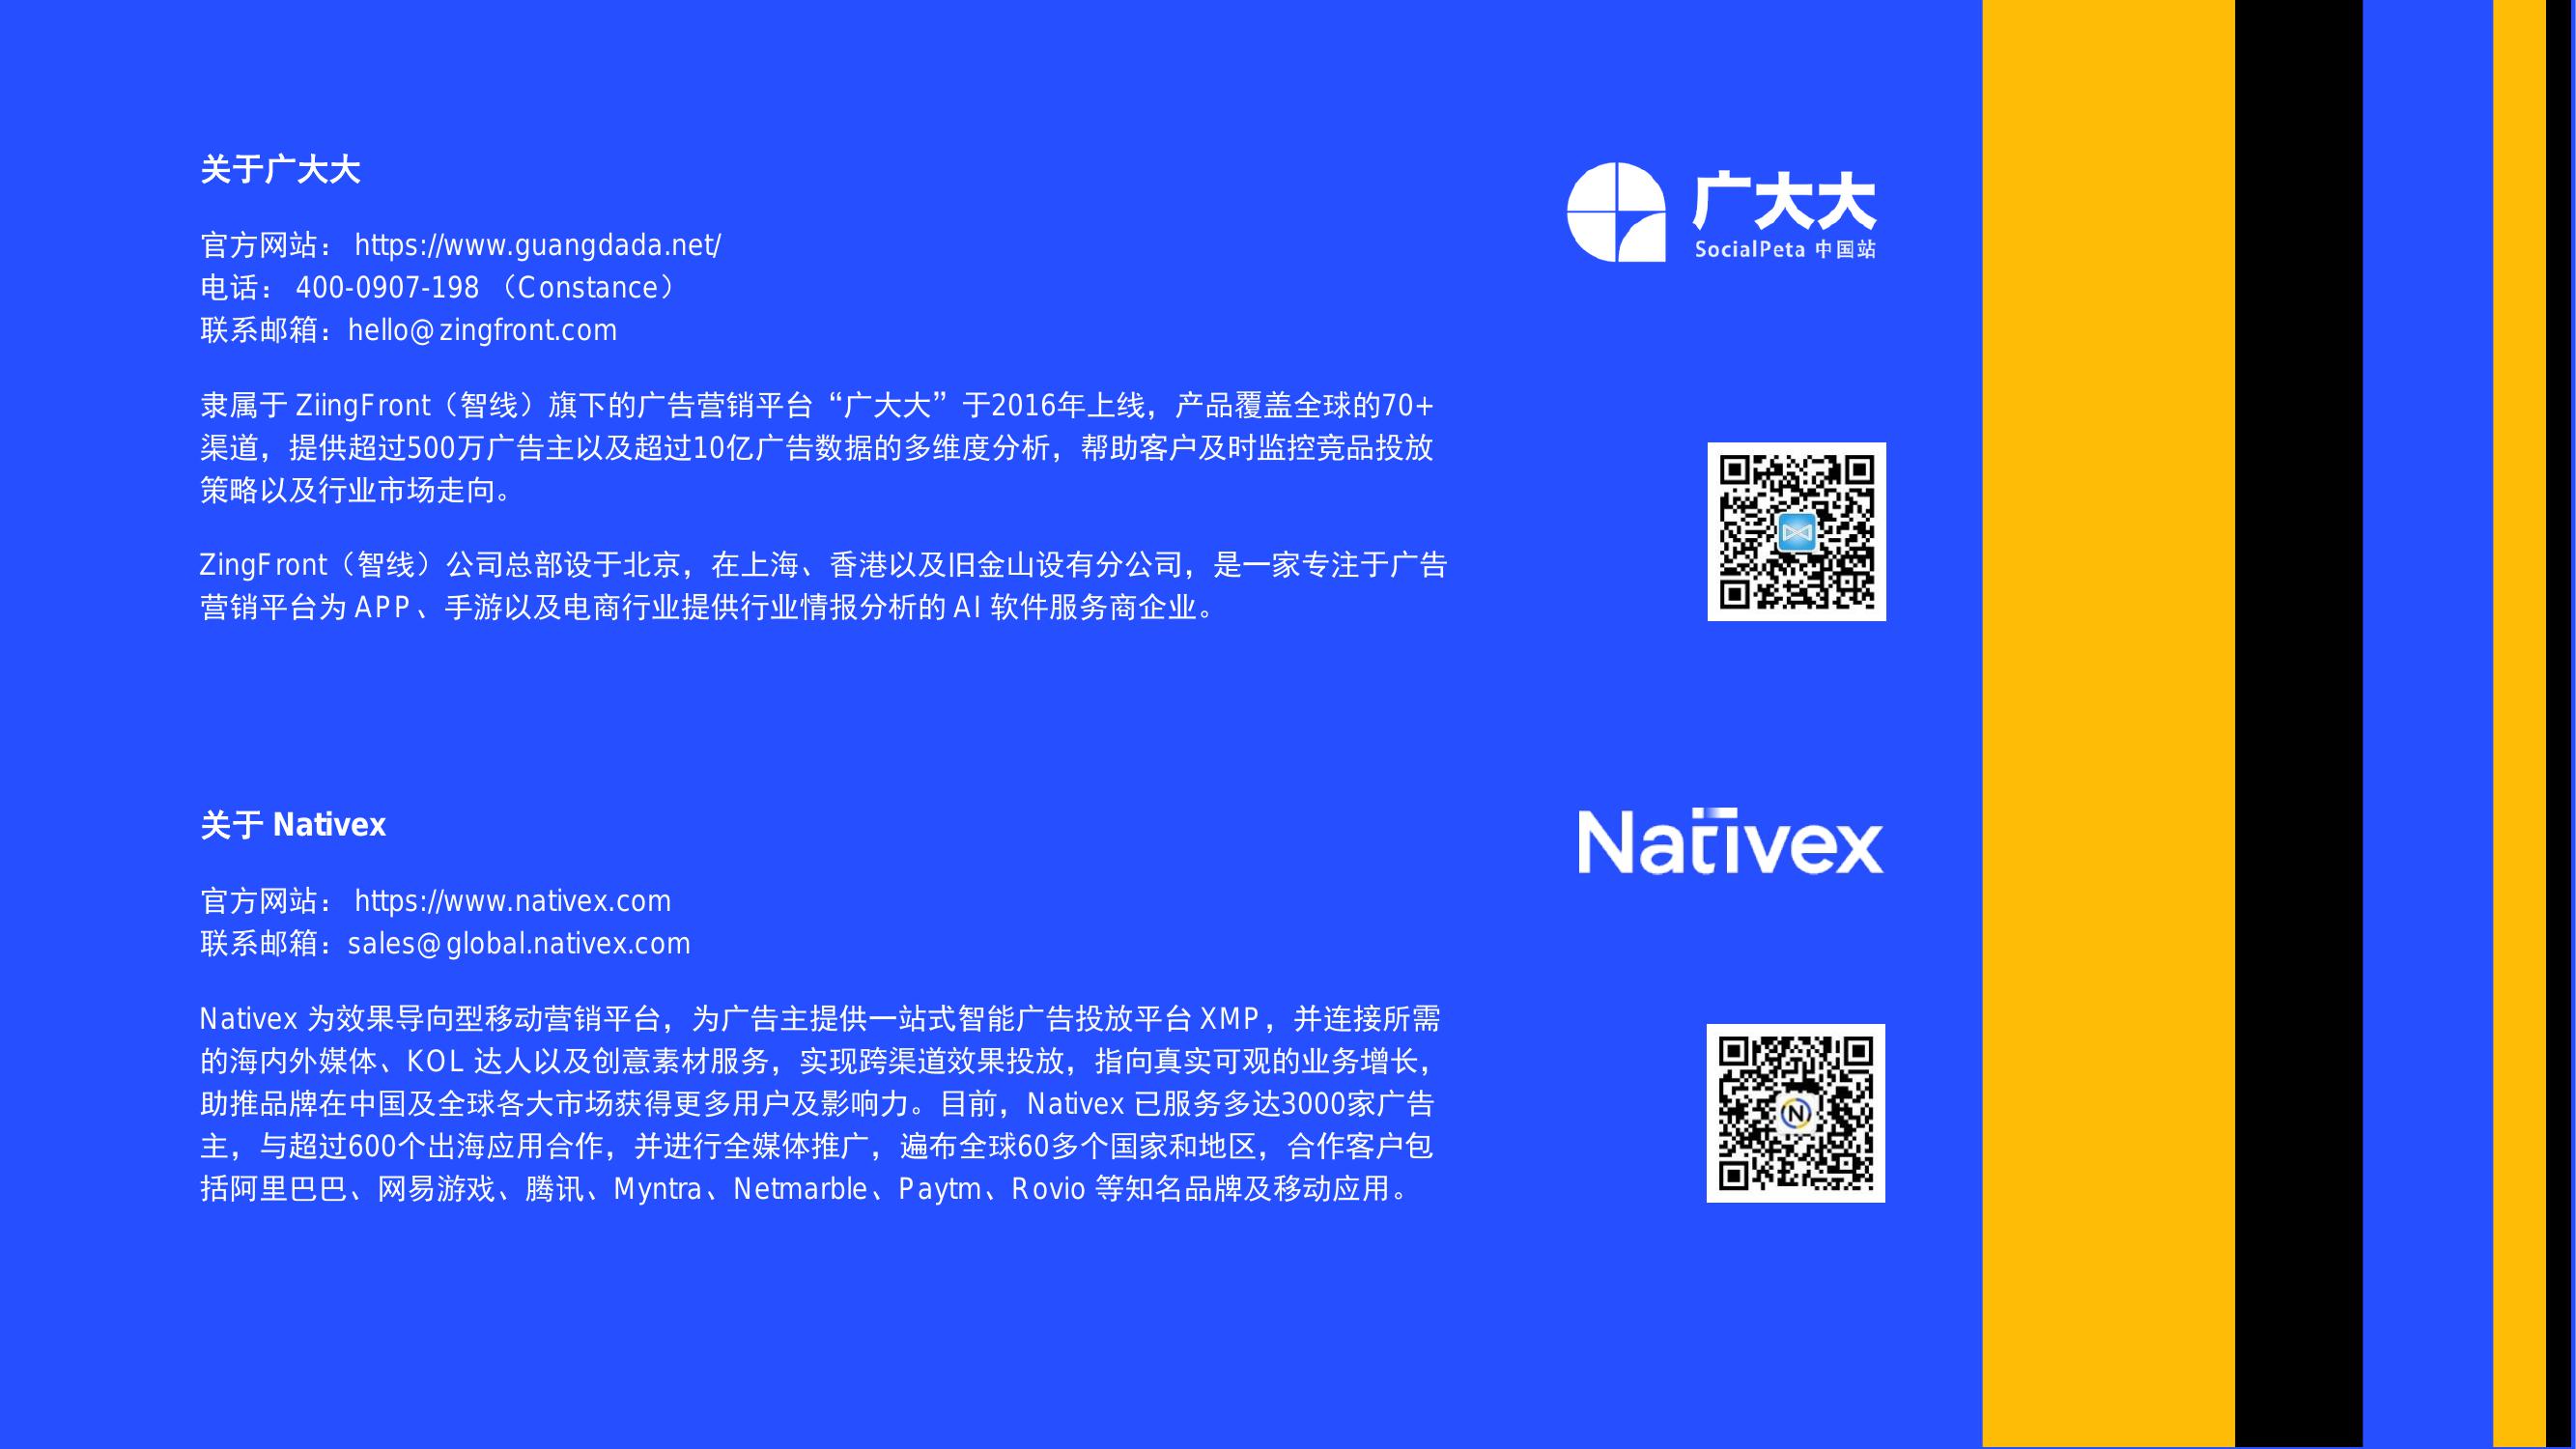 关于广大大
广大大
SocialPeta 中国站
官方网站： https://www.guangdada.net/
电话： 400-0907-198 （Constance）
联系邮箱：hello@zingfront.com
隶属于 ZiingFront（智线）旗下的广告营销平台“广大大”于2016年上线，产品覆盖全球的70+
渠道，提供超过500万广告主以及超过10亿广告数据的多维度分析，帮助客户及时监控竞品投放
策略以及行业市场走向。
ZingFront（智线）公司总部设于北京，在上海、香港以及旧金山设有分公司，是一家专注于广告
营销平台为 APP、手游以及电商行业提供行业情报分析的 AI 软件服务商企业。
关于 Nativex
Nativex
官方网站： https://www.nativex.com
联系邮箱：sales@global.nativex.com
Nativex 为效果导向型移动营销平台，为广告主提供一站式智能广告投放平台 XMP，并连接所需
的海内外媒体、KOL 达人以及创意素材服务，实现跨渠道效果投放，指向真实可观的业务增长，
助推品牌在中国及全球各大市场获得更多用户及影响力。目前，Nativex 已服务多达3000家广告
主，与超过600个出海应用合作，并进行全媒体推广，遍布全球60多个国家和地区，合作客户包
括阿里巴巴、网易游戏、腾讯、Myntra、Netmarble、Paytm、Rovio 等知名品牌及移动应用。
N